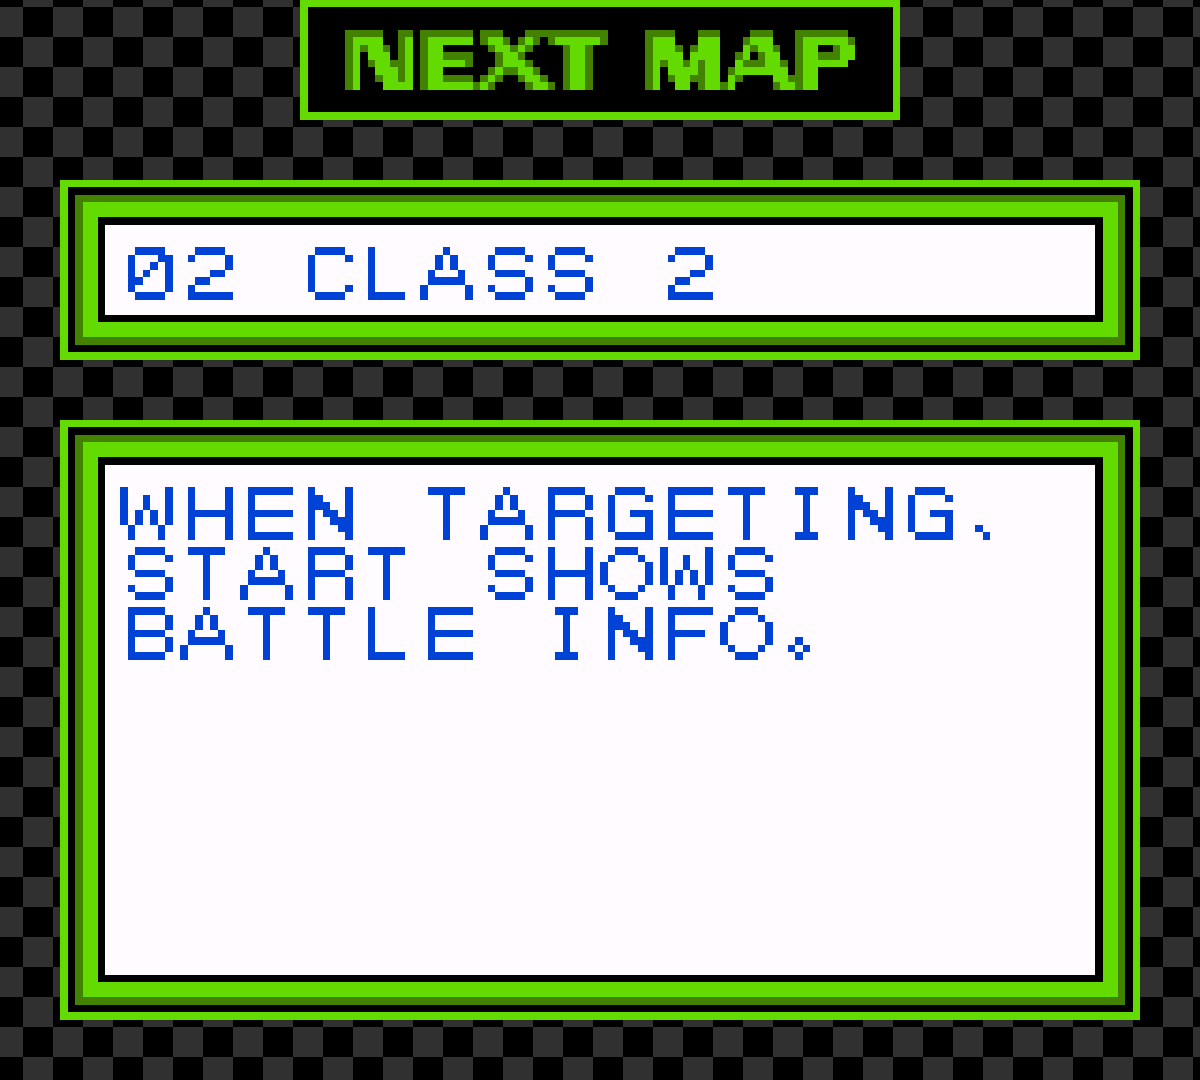 NEXT MAP
02 CLASS 2
WHEN TARGETING.
START SHOWS
BATTLE INFO。